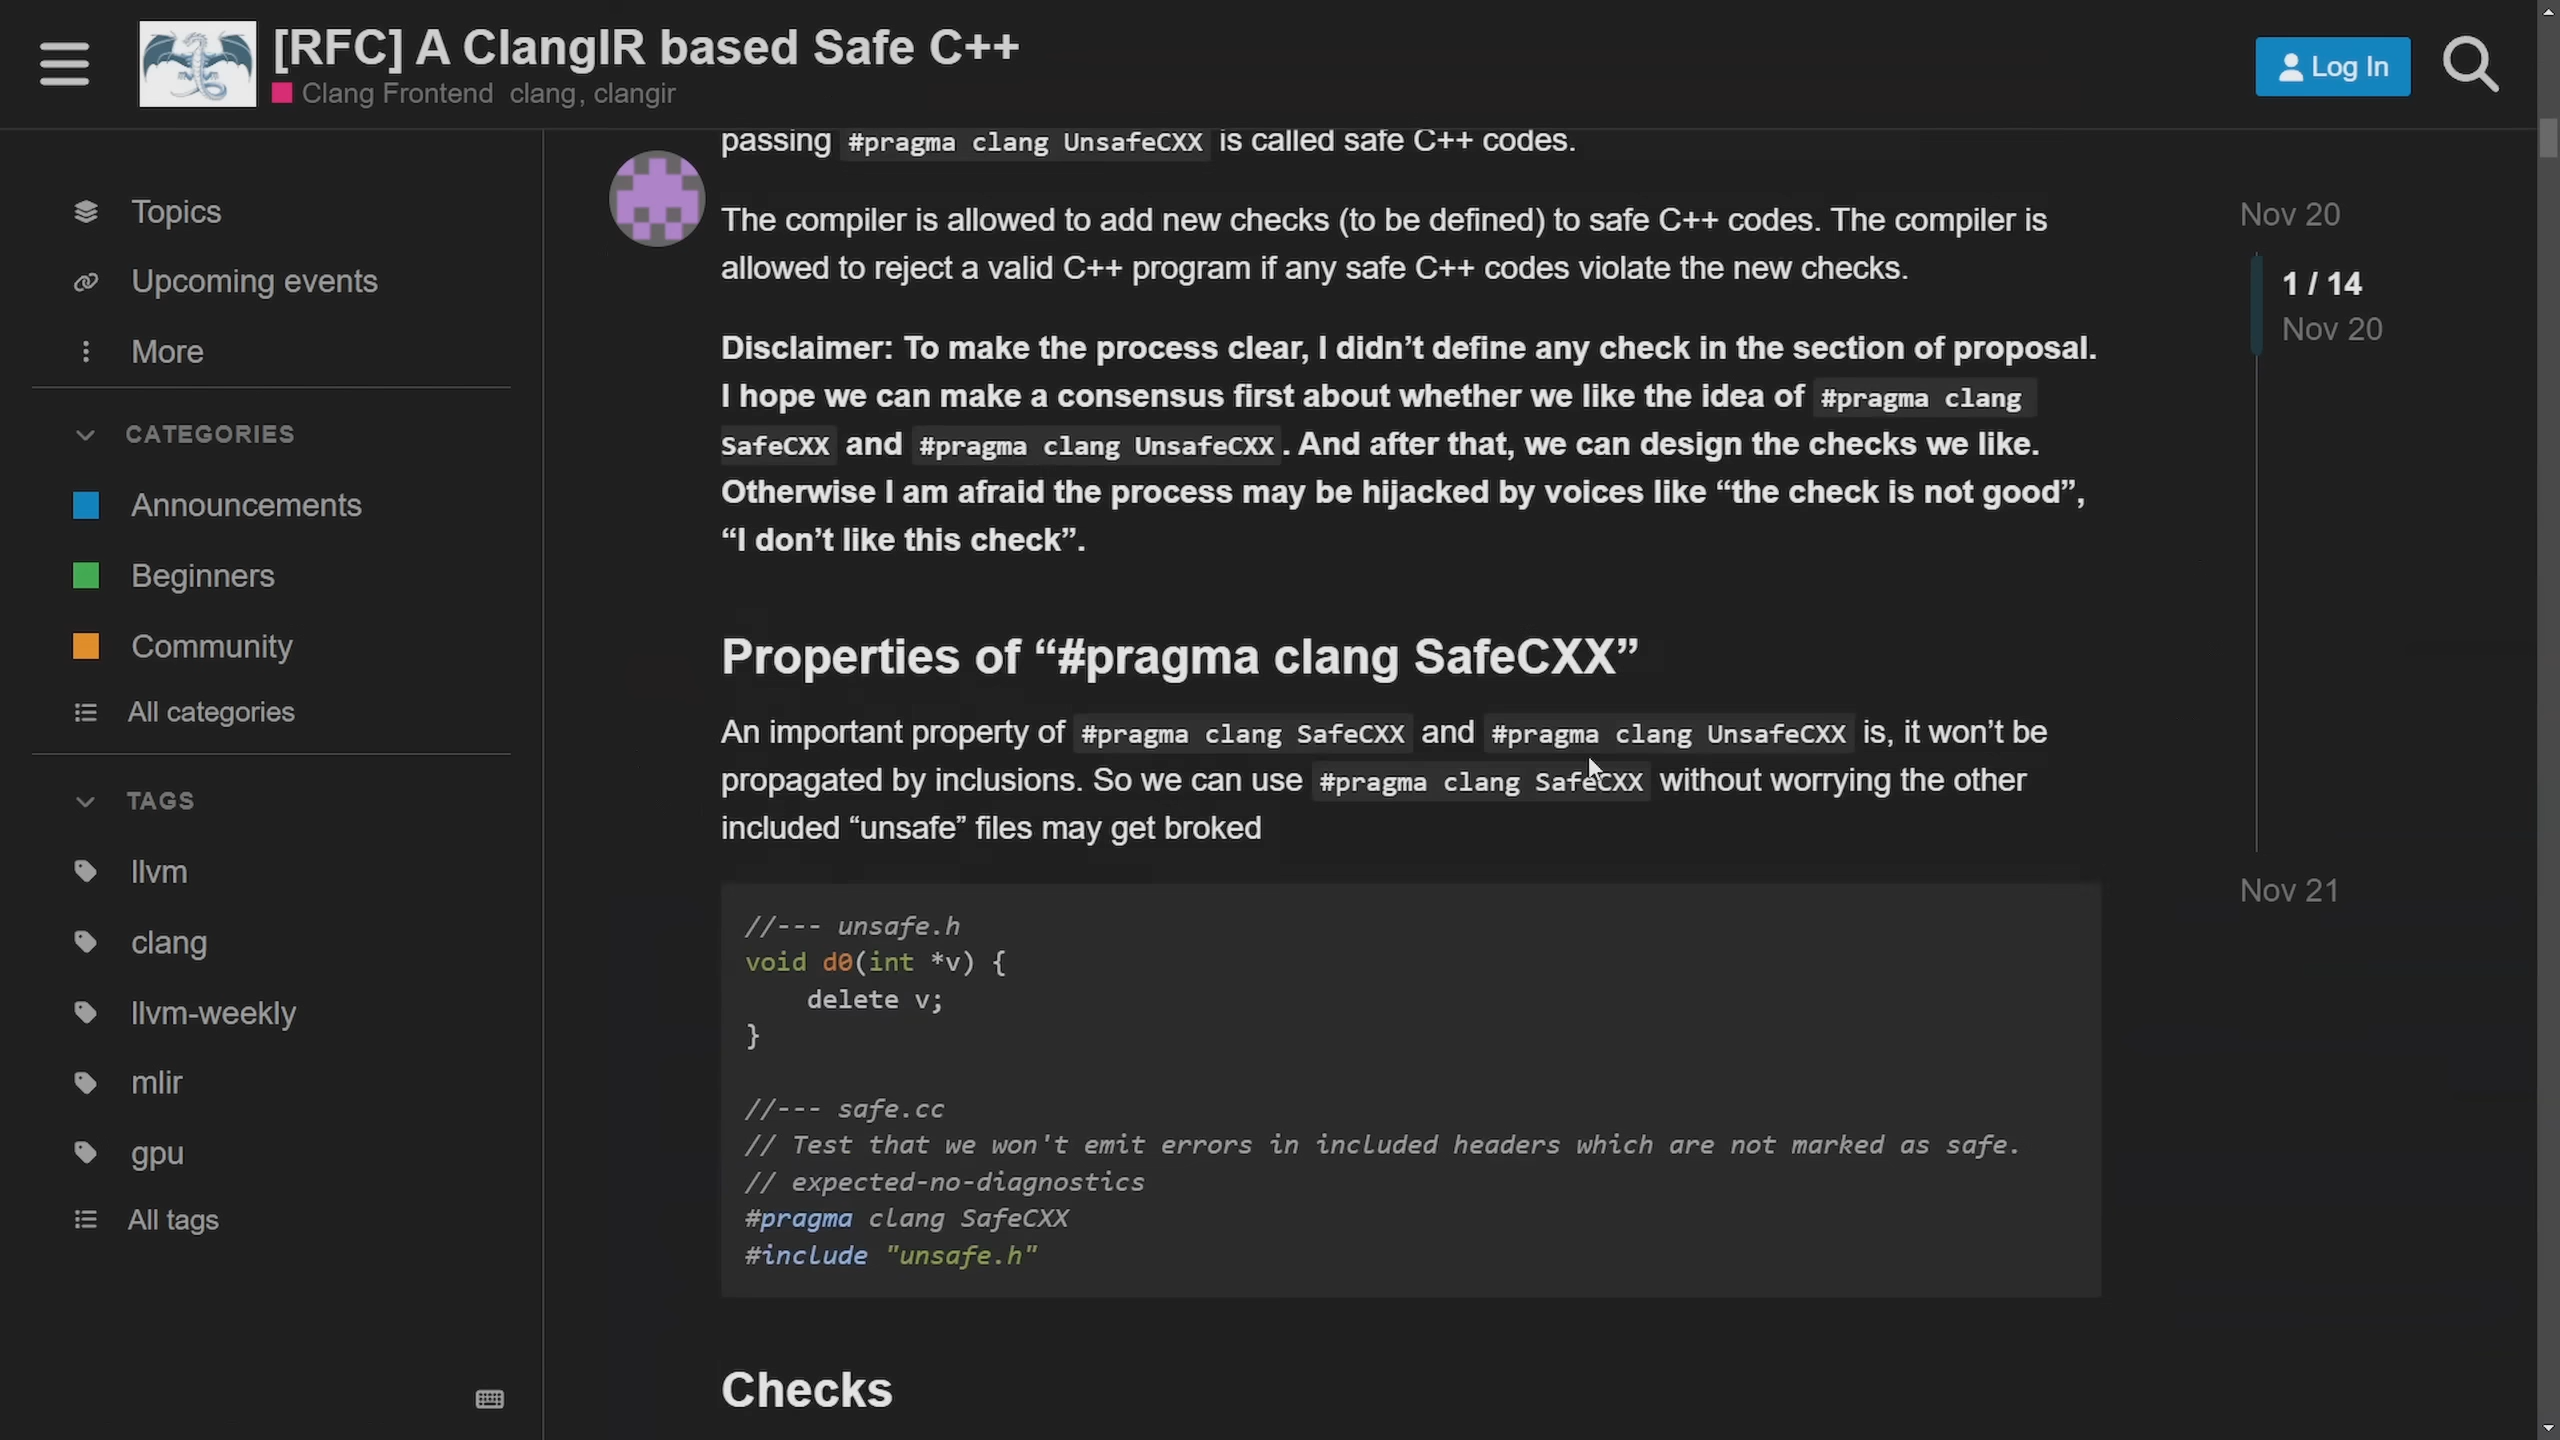 [RFC] A ClangIR based Safe C++
Clang Frontend clang, clangir
Log In
Topics
Upcoming events
More
CATEGORIES
Announcements
Beginners
Community
All categories
TAGS
llvm
clang
llvm-weekly
mlir
gpu
All tags
passing #pragma clang UnsafeCXX is called safe C++ codes.
The compiler is allowed to add new checks (to be defined) to safe C++ codes. The compiler is
allowed to reject a valid C++ program if any safe C++ codes violate the new checks.
Disclaimer: To make the process clear, I didn’t define any check in the section of proposal.
I hope we can make a consensus first about whether we like the idea of #pragma clang
SafeCXX and #pragma clang UnsafeCXX. And after that, we can design the checks we like.
Otherwise I am afraid the process may be hijacked by voices like “the check is not good”,
“I don’t like this check”.
Properties of “#pragma clang SafeCXX”
An important property of #pragma clang SafeCXX and #pragma clang UnsafeCXX is, it won’t be
propagated by inclusions. So we can use #pragma clang SafeCXX without worrying the other
included “unsafe” files may get broked
//--- unsafe.h
void d0(int *v) {
delete v;
}
//--- safe.cc
// Test that we won't emit errors in included headers which are not marked as safe.
// expected-no-diagnostics
#pragma clang SafeCXX
#include "unsafe.h"
Checks
Nov 20
1 / 14
Nov 20
Nov 21